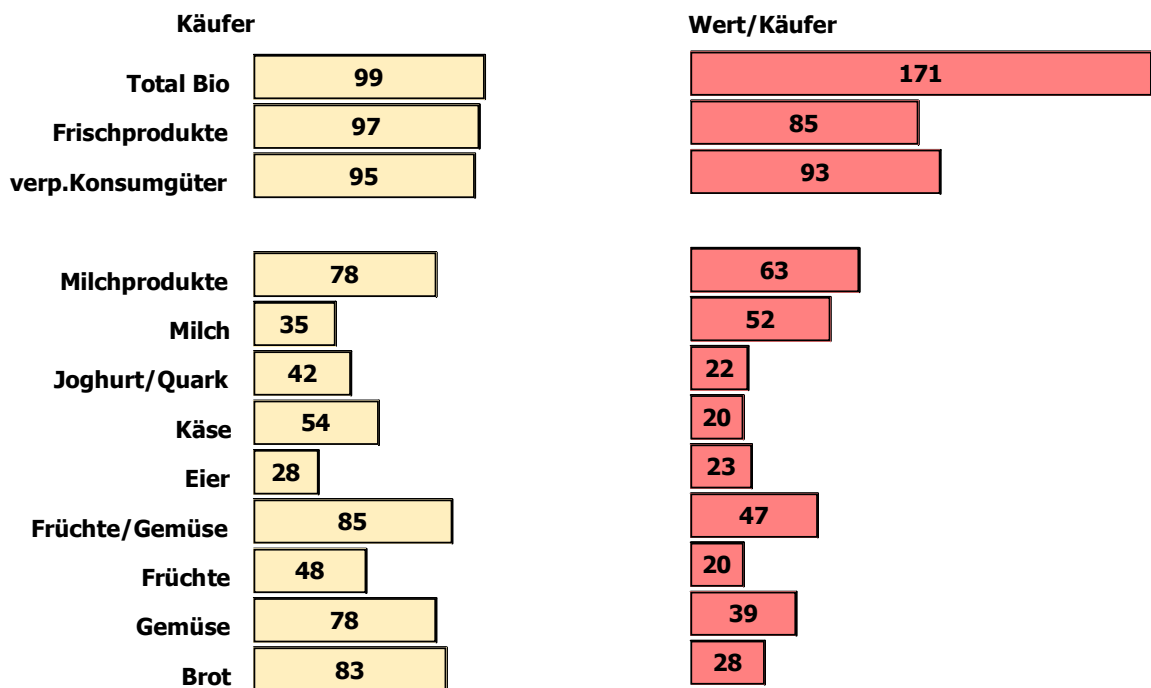 Käufer Wert/Käufer
Total Bio 99 171
Frischprodukte 97 85
verp.Konsumgüter 95 93
Milchprodukte 78 63
Milch 35 52
Joghurt/Quark 42 22
Käse 54 20
Eier 28 23
Früchte/Gemüse 85 47
Früchte 48 20
Gemüse 78 39
Brot 83 28